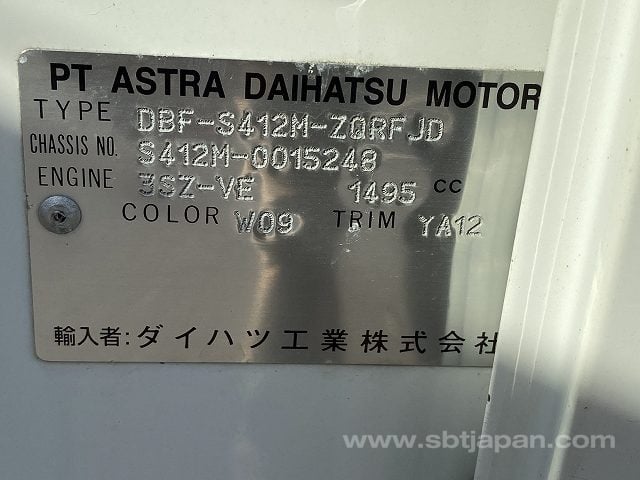 PT ASTRA DAIHATSU MOTOR
TYPE DBF-S412M-ZQRFJD
CHASSIS NO. S412M-0015248
ENGINE 3SZ-VE 1495 CC
COLOR W09 TRIM YA12
輸入者: ダイハツ工業株式会社
www.sbtjapan.com